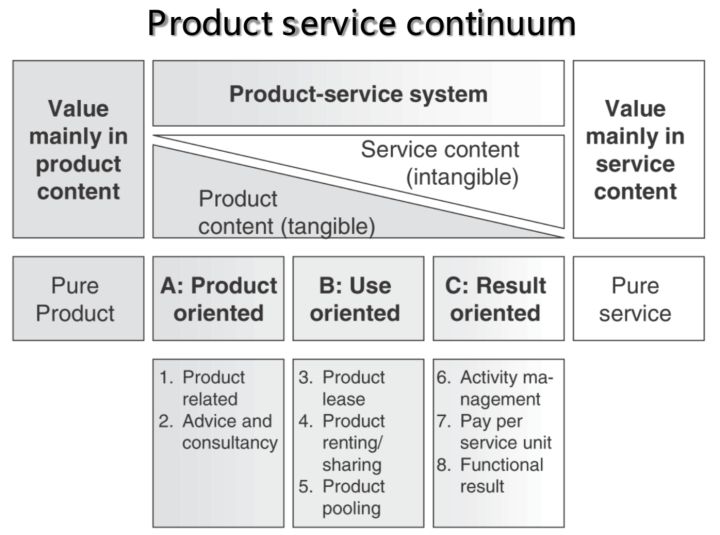 Product service continuum
Value
mainly in
product
content
Product-service system
Service content
(intangible)
Product
content (tangible)
Value
mainly in
service
content
Pure
Product
A: Product
oriented
B: Use
oriented
C: Result
oriented
Pure
service
1. Product
related
2. Advice and
consultancy
3. Product
lease
4. Product
renting/
sharing
5. Product
pooling
6. Activity ma-
nagement
7. Pay per
service unit
8. Functional
result